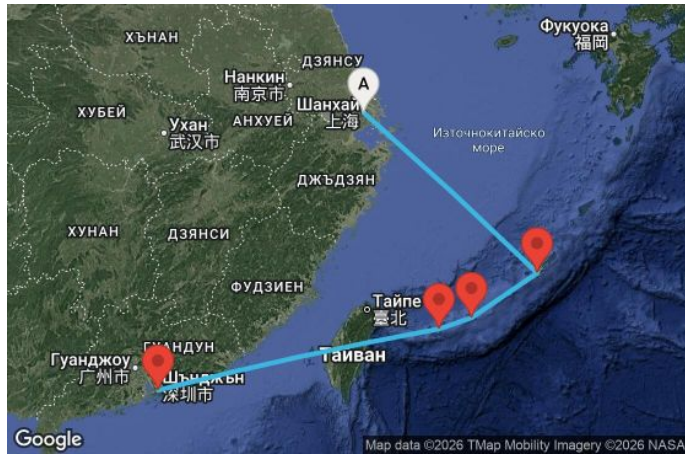 Фукуока
福岡
ХЪНАН
ДЗЯНСУ
Нанкин
南京市
A
Шанхай
上海
ХУБЕЙ
АНХУЕЙ
Ухан
武汉市
Източнокитайско
море
ДЖЪДЗЯН
ХУНАН
ДЗЯНСИ
ФУДЗИЕН
Тайпе
臺北
ГУАНДУН
Тайван
Гуанджоу
广州市
Шънджън
深圳市
Google
Map data ©2026 TMap Mobility Imagery ©2026 NASA